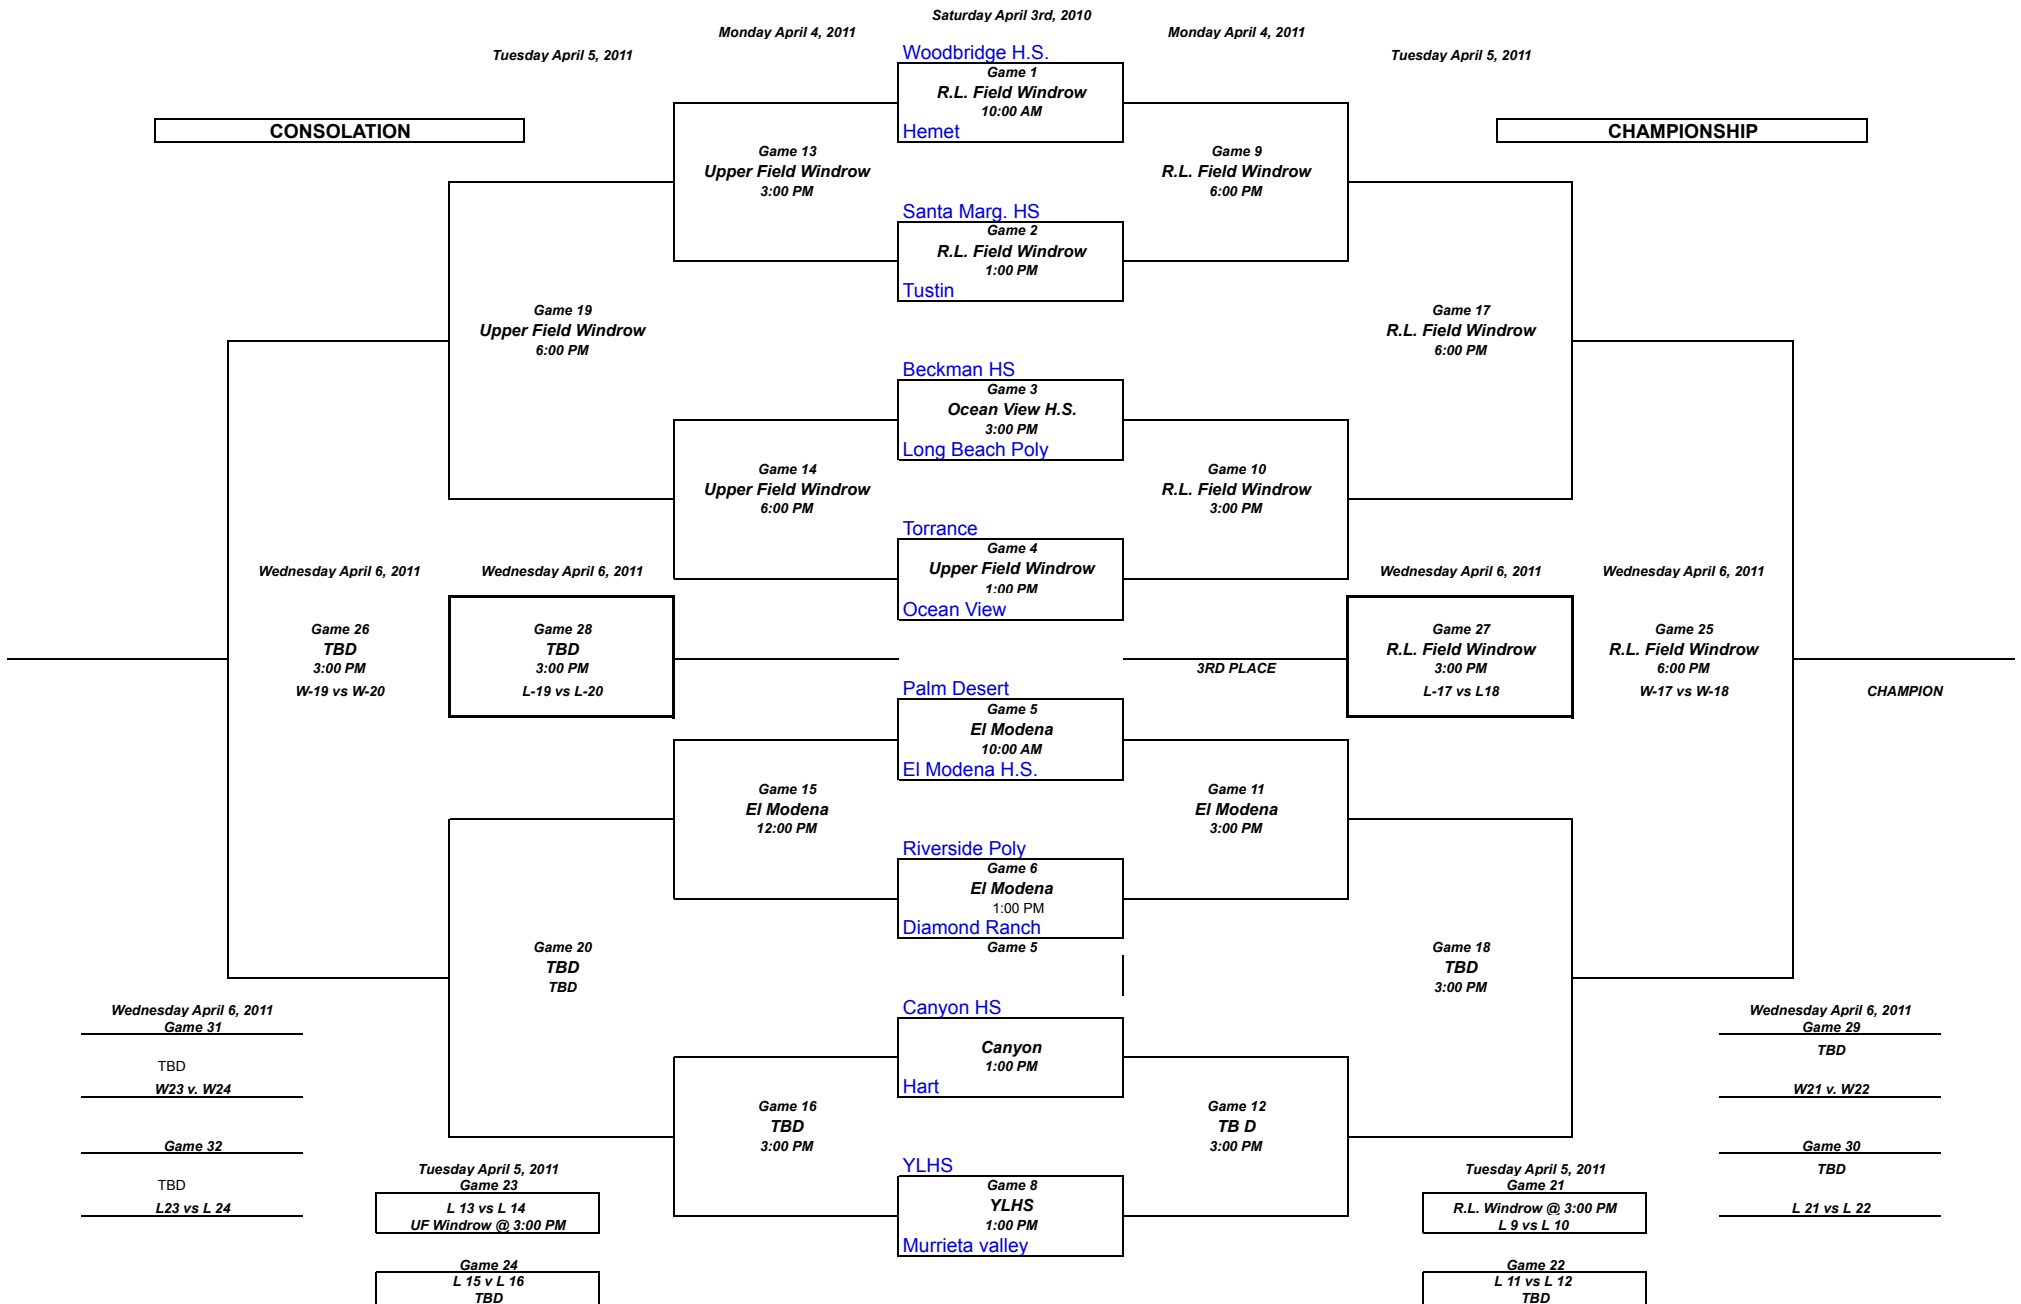 Saturday April 3rd, 2010
Monday April 4, 2011
Monday April 4, 2011
Tuesday April 5, 2011
Tuesday April 5, 2011
Woodbridge H.S.
Game 1
R.L. Field Windrow
10:00 AM
Hemet
CONSOLATION
CHAMPIONSHIP
Game 13
Upper Field Windrow
3:00 PM
Game 9
R.L. Field Windrow
6:00 PM
Santa Marg. HS
Game 2
R.L. Field Windrow
1:00 PM
Tustin
Game 19
Upper Field Windrow
6:00 PM
Game 17
R.L. Field Windrow
6:00 PM
Beckman HS
Game 3
Ocean View H.S.
3:00 PM
Long Beach Poly
Game 14
Upper Field Windrow
6:00 PM
Game 10
R.L. Field Windrow
3:00 PM
Torrance
Game 4
Upper Field Windrow
1:00 PM
Ocean View
Wednesday April 6, 2011
Wednesday April 6, 2011
Wednesday April 6, 2011
Wednesday April 6, 2011
Game 26
TBD
3:00 PM
W-19 vs W-20
Game 28
TBD
3:00 PM
L-19 vs L-20
3RD PLACE
Game 27
R.L. Field Windrow
3:00 PM
L-17 vs L18
Game 25
R.L. Field Windrow
6:00 PM
W-17 vs W-18
CHAMPION
Palm Desert
Game 5
El Modena
10:00 AM
El Modena H.S.
Game 15
El Modena
12:00 PM
Game 11
El Modena
3:00 PM
Riverside Poly
Game 6
El Modena
1:00 PM
Diamond Ranch
Game 5
Game 20
TBD
TBD
Game 18
TBD
3:00 PM
Canyon HS
Canyon
1:00 PM
Hart
Wednesday April 6, 2011
Game 31
TBD
W23 v. W24
Wednesday April 6, 2011
Game 29
TBD
W21 v. W22
Game 16
TBD
3:00 PM
Game 12
TB D
3:00 PM
Game 32
TBD
L23 vs L 24
Game 30
TBD
L 21 vs L 22
YLHS
Game 8
YLHS
1:00 PM
Murrieta valley
Tuesday April 5, 2011
Game 23
L 13 vs L 14
UF Windrow @ 3:00 PM
Tuesday April 5, 2011
Game 21
R.L. Windrow @ 3:00 PM
L 9 vs L 10
Game 24
L 15 v L 16
TBD
Game 22
L 11 vs L 12
TBD